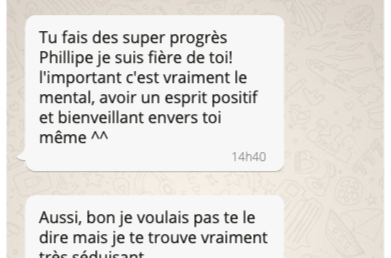 Tu fais des super progrès
Phillipe je suis fière de toi!
l'important c'est vraiment le
mental, avoir un esprit positif
et bienveillant envers toi
même ^^
14h40
Aussi, bon je voulais pas te le
dire mais je te trouve vraiment
très séduisant